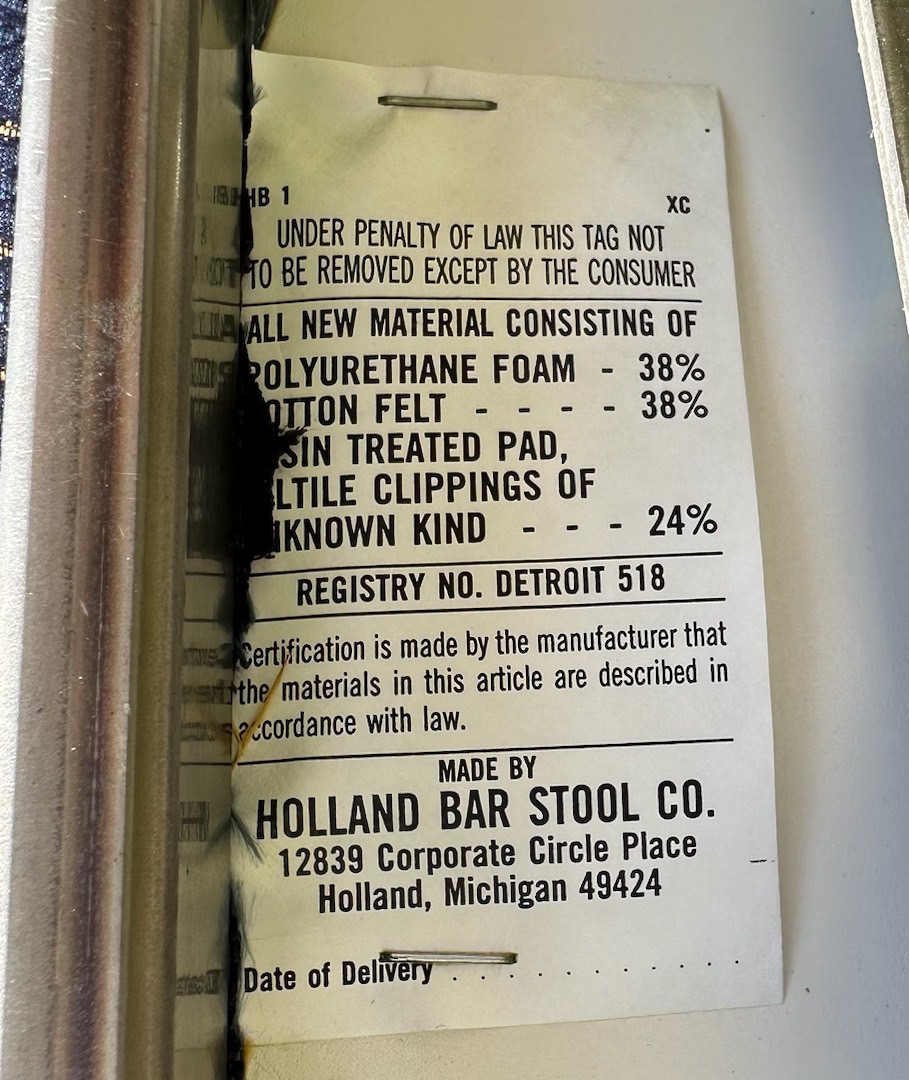 HB 1 XC
UNDER PENALTY OF LAW THIS TAG NOT
TO BE REMOVED EXCEPT BY THE CONSUMER
ALL NEW MATERIAL CONSISTING OF
POLYURETHANE FOAM - 38%
OTTON FELT - - - - 38%
SIN TREATED PAD,
LTILE CLIPPINGS OF
KNOWN KIND - - - 24%
REGISTRY NO. DETROIT 518
Certification is made by the manufacturer that
the materials in this article are described in
accordance with law.
MADE BY
HOLLAND BAR STOOL CO.
12839 Corporate Circle Place
Holland, Michigan 49424
Date of Delivery . . . . . . . . . . .